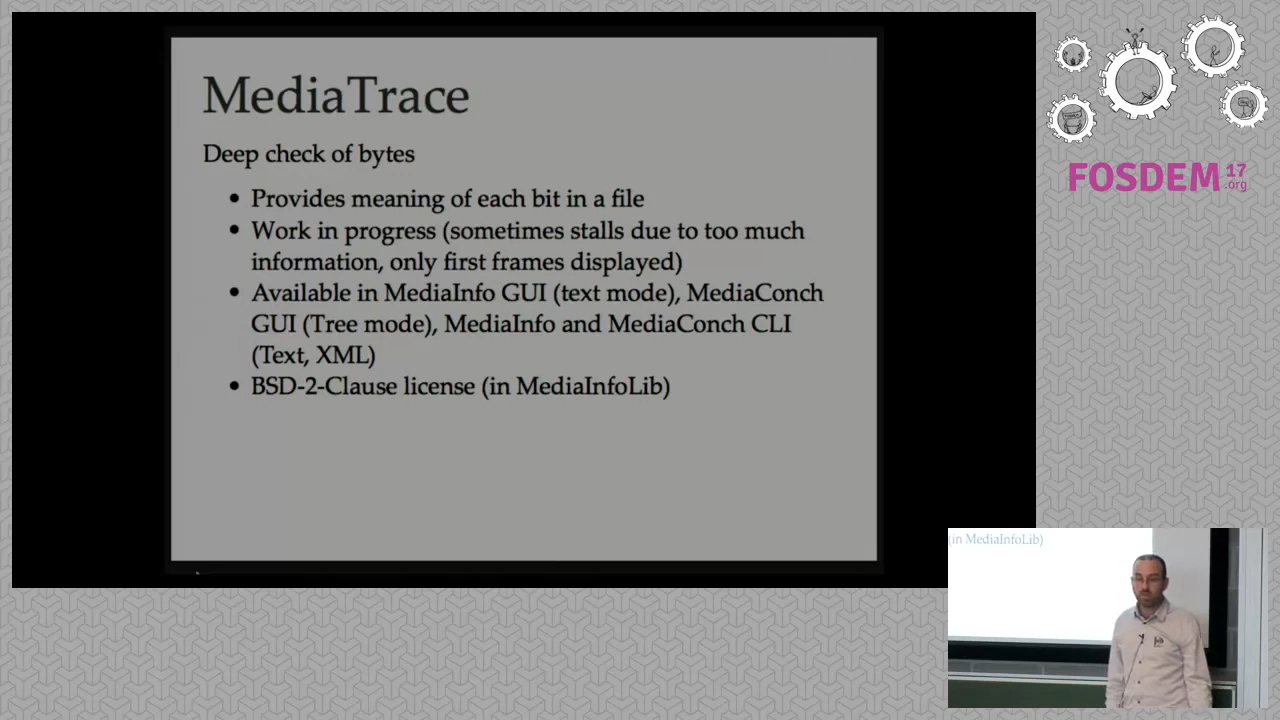 MediaTrace
Deep check of bytes
• Provides meaning of each bit in a file
• Work in progress (sometimes stalls due to too much
information, only first frames displayed)
• Available in MediaInfo GUI (text mode), MediaConch
GUI (Tree mode), MediaInfo and MediaConch CLI
(Text, XML)
• BSD-2-Clause license (in MediaInfoLib)
FOSDEM 17
.org
(in MediaInfoLib)